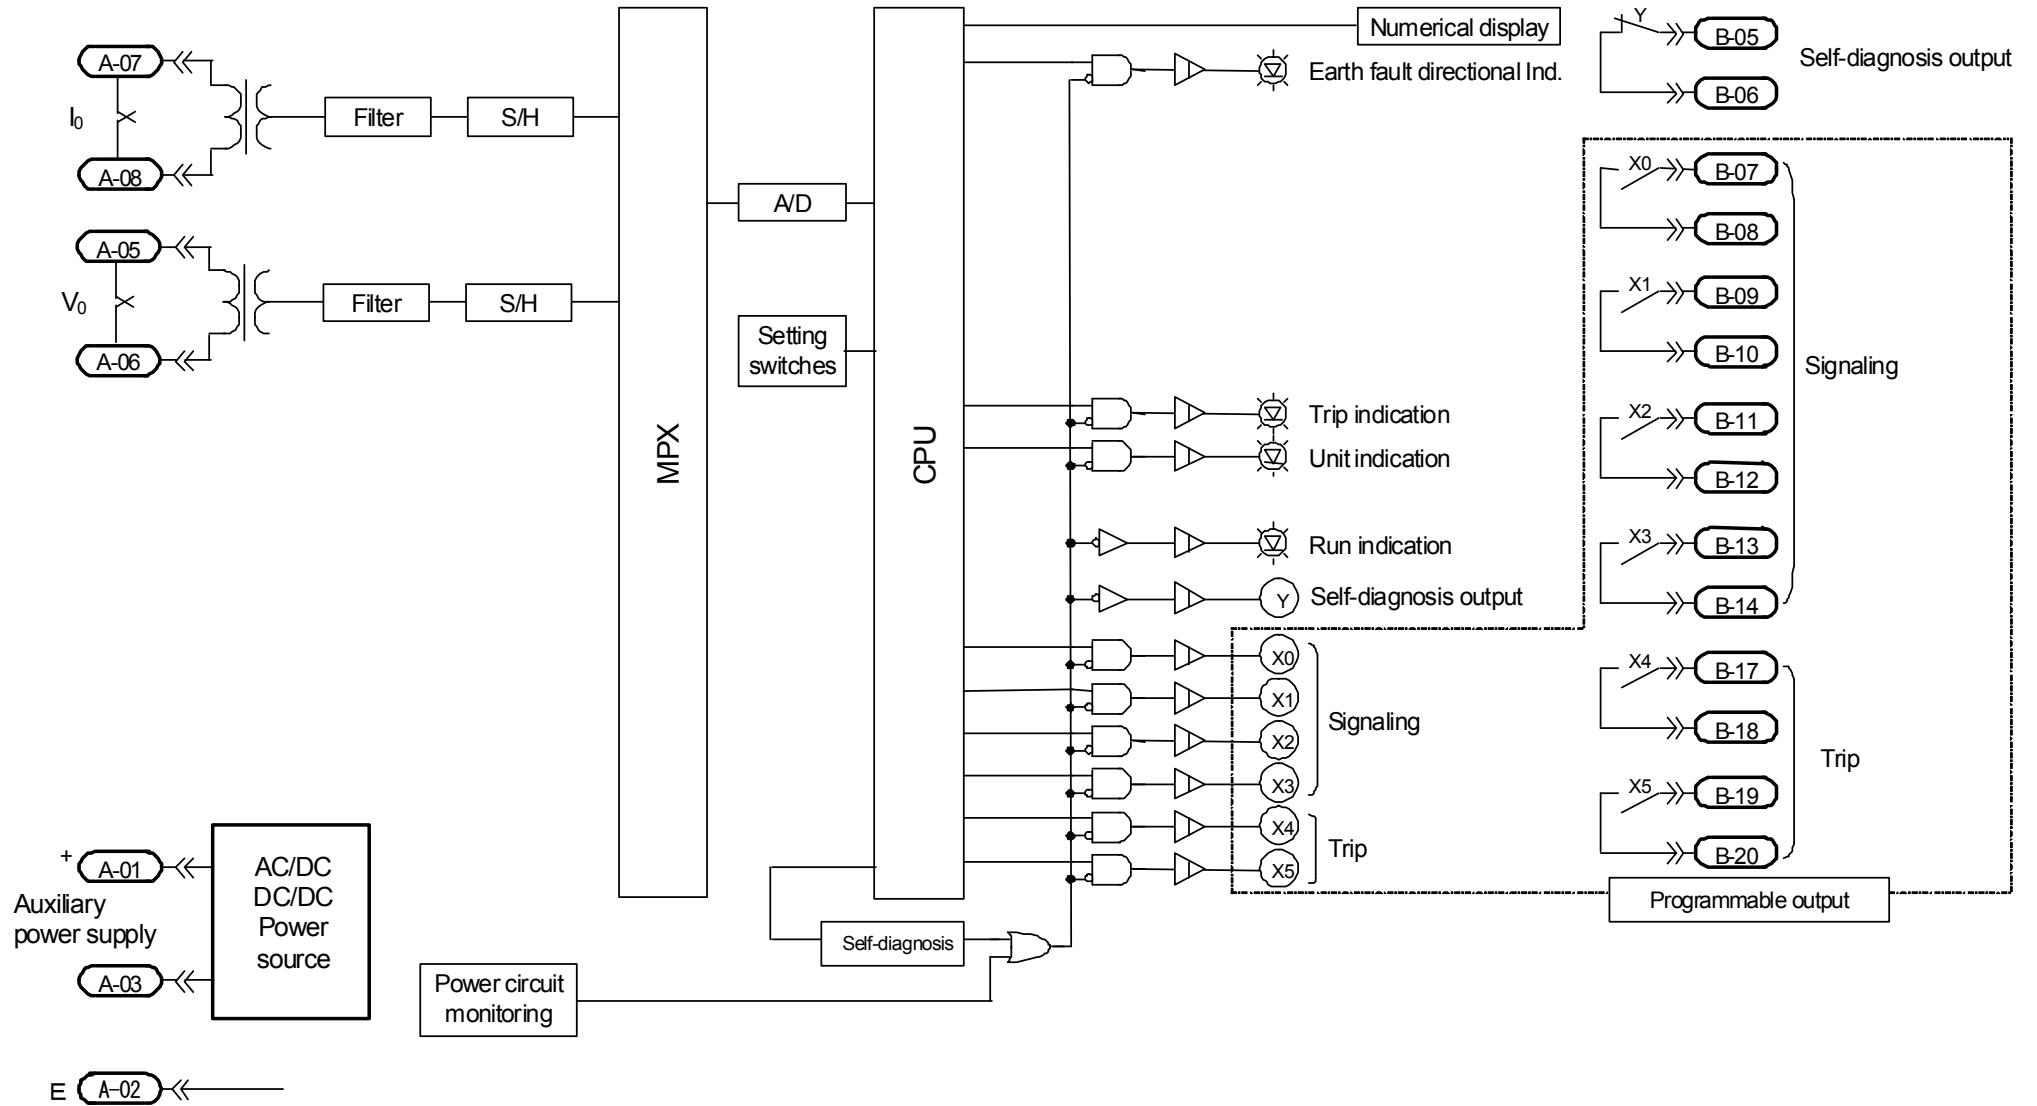 A-07
I0
A-08
A-05
V0
A-06
Filter
S/H
Filter
S/H
MPX
A/D
Setting
switches
CPU
Numerical display
Earth fault directional Ind.
Trip indication
Unit indication
Run indication
Y
Self-diagnosis output
X0
X1
X2
X3
Signaling
X4
X5
Trip
Y
B-05
B-06
Self-diagnosis output
X0
B-07
B-08
X1
B-09
B-10
X2
B-11
B-12
X3
B-13
B-14
Signaling
X4
B-17
B-18
X5
B-19
B-20
Trip
Programmable output
+
A-01
Auxiliary
power supply
A-03
AC/DC
DC/DC
Power
source
Self-diagnosis
Power circuit
monitoring
E
A-02